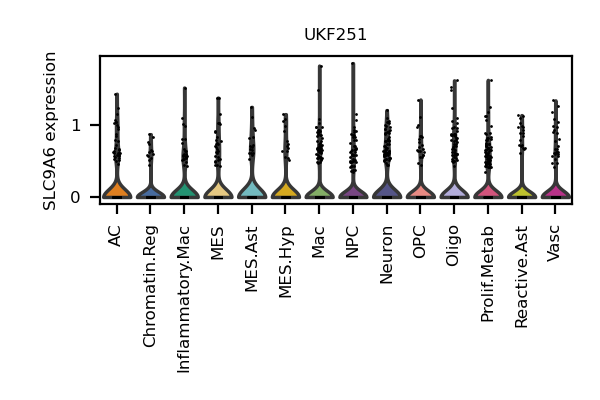 UKF251
SLC9A6 expression
1
0
AC
Chromatin.Reg
Inflammatory.Mac
MES
MES.Ast
MES.Hyp
Mac
NPC
Neuron
OPC
Oligo
Prolif.Metab
Reactive.Ast
Vasc